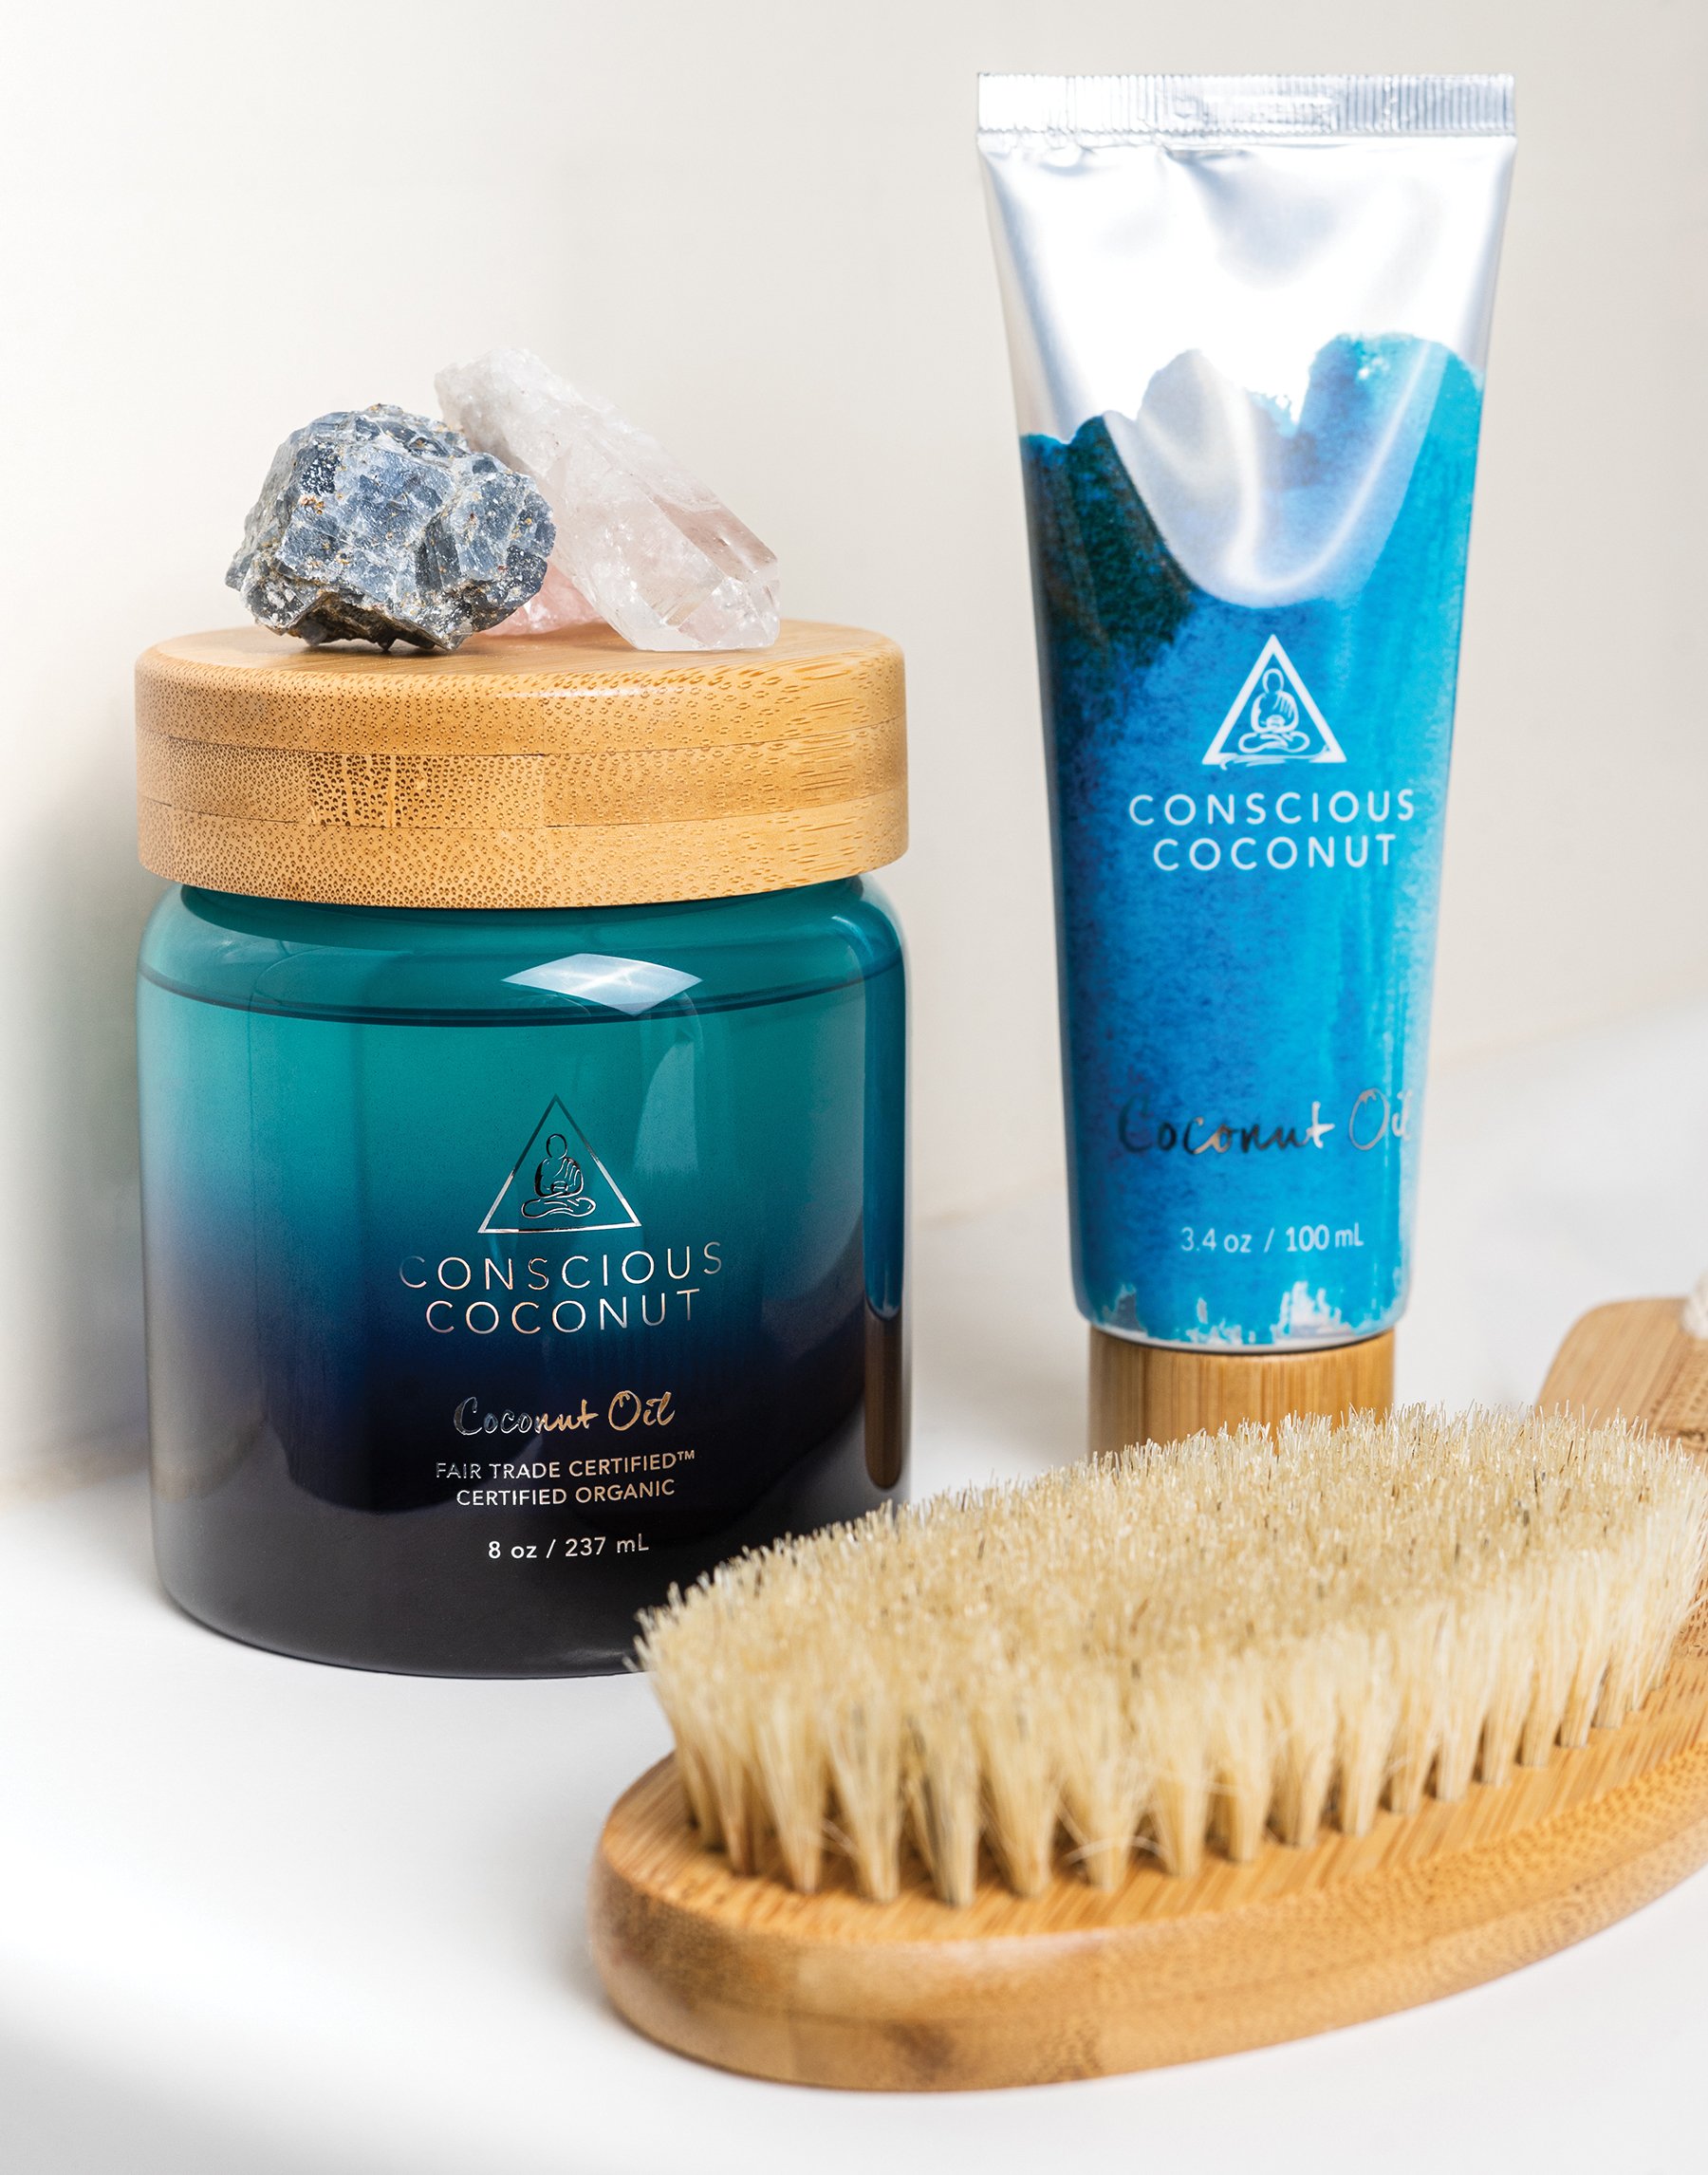 CONSCIOUS
COCONUT
Coconut Oil
FAIR TRADE CERTIFIED™
CERTIFIED ORGANIC
8 oz / 237 mL
CONSCIOUS
COCONUT
Coconut Oil
3.4 oz / 100 mL